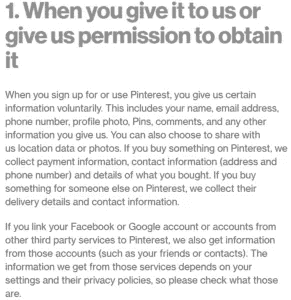 1. When you give it to us or
give us permission to obtain
it
When you sign up for or use Pinterest, you give us certain
information voluntarily. This includes your name, email address,
phone number, profile photo, Pins, comments, and any other
information you give us. You can also choose to share with
us location data or photos. If you buy something on Pinterest, we
collect payment information, contact information (address and
phone number) and details of what you bought. If you buy
something for someone else on Pinterest, we collect their
delivery details and contact information.
If you link your Facebook or Google account or accounts from
other third party services to Pinterest, we also get information
from those accounts (such as your friends or contacts). The
information we get from those services depends on your
settings and their privacy policies, so please check what those
are.